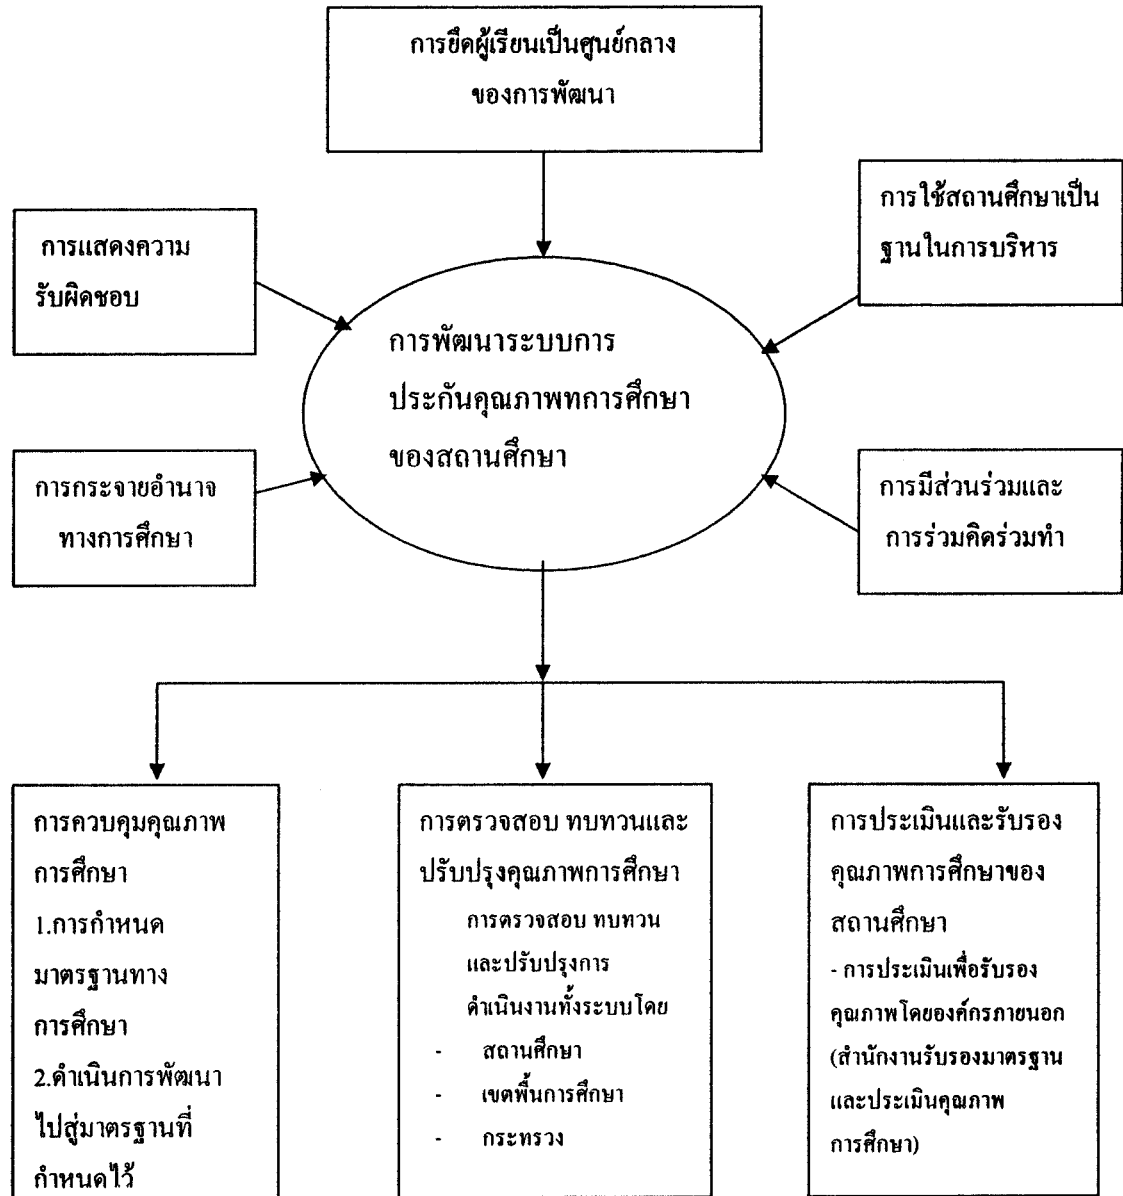 การยึดผู้เรียนเป็นศูนย์กลาง
ของการพัฒนา
การใช้สถานศึกษาเป็น
ฐานในการบริหาร
การแสดงความ
รับผิดชอบ
การพัฒนาระบบการ
ประกันคุณภาพทการศึกษา
ของสถานศึกษา
การกระจายอำนาจ
ทางการศึกษา
การมีส่วนร่วมและ
การร่วมคิดร่วมทำ
การควบคุมคุณภาพ
การศึกษา
1.การกำหนด
มาตรฐานทาง
การศึกษา
2.ดำเนินการพัฒนา
ไปสู่มาตรฐานที่
กำหนดไว้
การตรวจสอบ ทบทวนและ
ปรับปรุงคุณภาพการศึกษา
การตรวจสอบ ทบทวน
และปรับปรุงการ
ดำเนินงานทั้งระบบโดย
- สถานศึกษา
- เขตพื้นการศึกษา
- กระทรวง
การประเมินและรับรอง
คุณภาพการศึกษาของ
สถานศึกษา
- การประเมินเพื่อรับรอง
คุณภาพโดยองค์กรภายนอก
(สำนักงานรับรองมาตรฐาน
และประเมินคุณภาพ
การศึกษา)